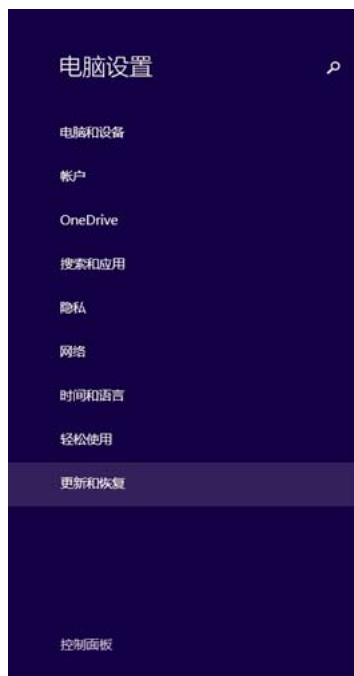 电脑设置
电脑和设备
帐户
OneDrive
搜索和应用
隐私
网络
时间和语言
轻松使用
更新和恢复
控制面板